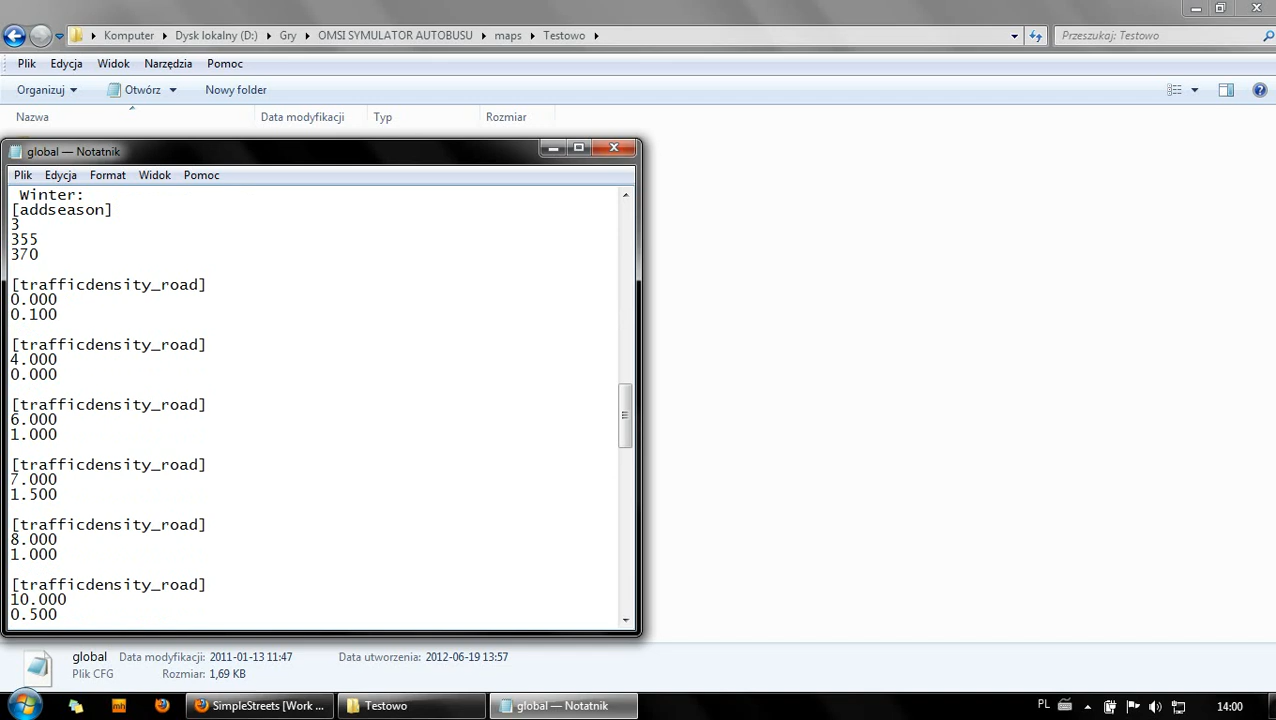 Komputer Dysk lokalny (D:) Gry OMSI SYMULATOR AUTOBUSU maps Testowo Przeszukaj: Testowo
Plik Edycja Widok Narzędzia Pomoc
Organizuj Otwórz Nowy folder
Nazwa Data modyfikacji Typ Rozmiar
global — Notatnik
Plik Edycja Format Widok Pomoc
Winter:
[addseason]
3
355
370
[trafficdensity_road]
0.000
0.100
[trafficdensity_road]
4.000
0.000
[trafficdensity_road]
6.000
1.000
[trafficdensity_road]
7.000
1.500
[trafficdensity_road]
8.000
1.000
[trafficdensity_road]
10.000
0.500
global Data modyfikacji: 2011-01-13 11:47 Data utworzenia: 2012-06-19 13:57
Plik CFG Rozmiar: 1,69 KB
mh SimpleStreets [Work ... Testowo global — Notatnik PL 14:00